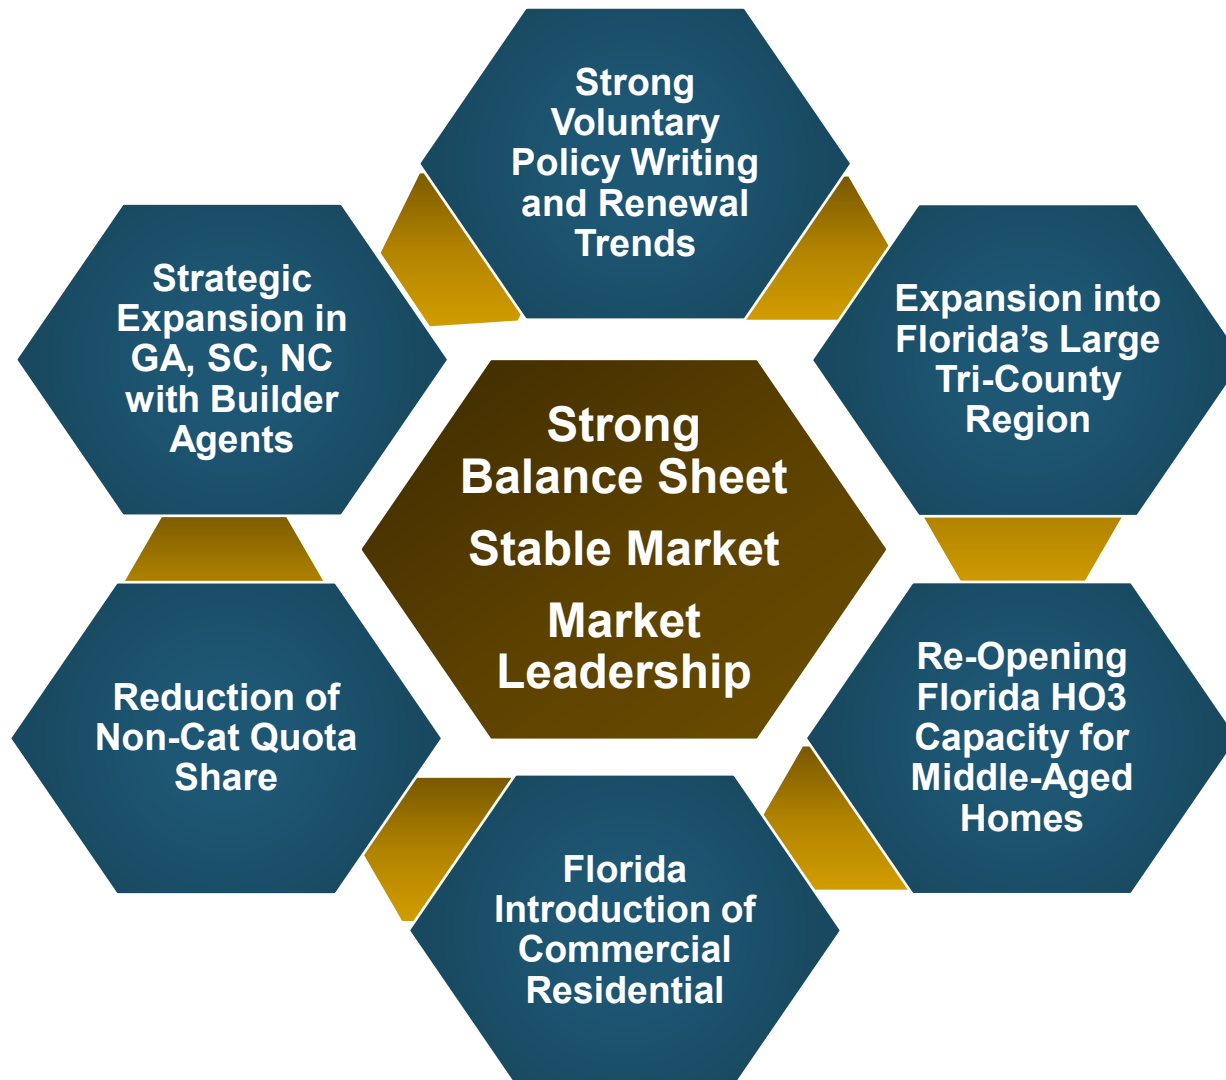 Strong
Voluntary
Policy Writing
and Renewal
Trends
Expansion into
Florida’s Large
Tri-County
Region
Re-Opening
Florida HO3
Capacity for
Middle-Aged
Homes
Florida
Introduction of
Commercial
Residential
Reduction of
Non-Cat Quota
Share
Strategic
Expansion in
GA, SC, NC
with Builder
Agents
Strong
Balance Sheet
Stable Market
Market
Leadership